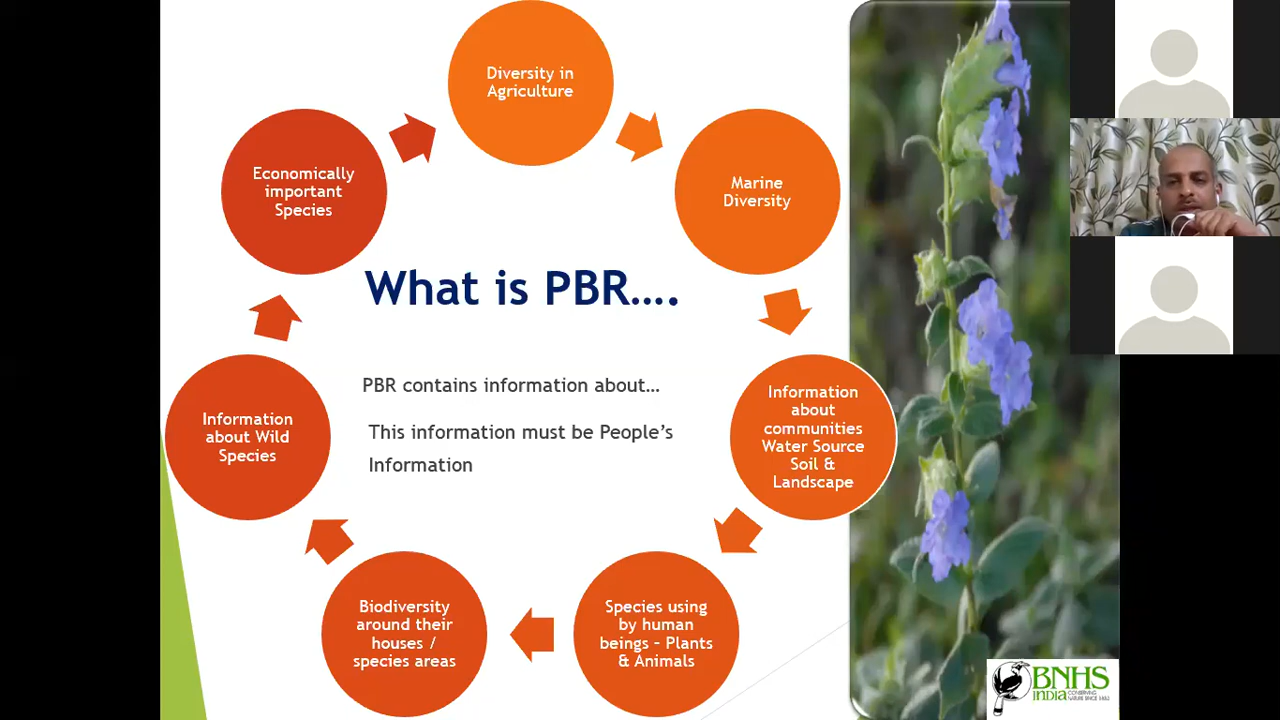 Diversity in
Agriculture
Marine
Diversity
Information
about
communities
Water Source
Soil &
Landscape
Species using
by human
beings – Plants
& Animals
Biodiversity
around their
houses /
species areas
Information
about Wild
Species
Economically
important
Species
What is PBR....
PBR contains information about...
This information must be People's
Information
BNHS
INDIA
CONSERVING
NATURE SINCE 1883